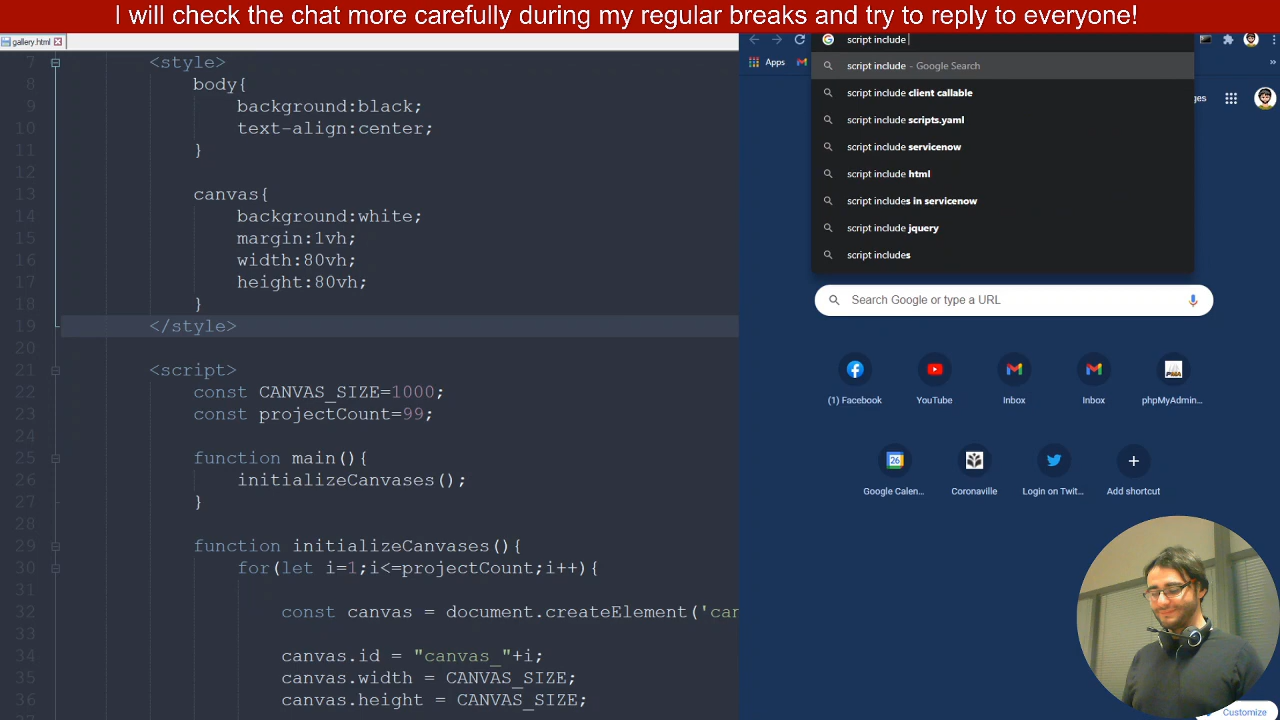 I will check the chat more carefully during my regular breaks and try to reply to everyone!
gallery.html
7 <style>
8 body{
9 background:black;
10 text-align:center;
11 }
12
13 canvas{
14 background:white;
15 margin:1vh;
16 width:80vh;
17 height:80vh;
18 }
19 </style>
20
21 <script>
22 const CANVAS_SIZE=1000;
23 const projectCount=99;
24
25 function main(){
26 initializeCanvases();
27 }
28
29 function initializeCanvases(){
30 for(let i=1;i<=projectCount;i++){
31
32 const canvas = document.createElement('can
33
34 canvas.id = "canvas_"+i;
35 canvas.width = CANVAS_SIZE;
36 canvas.height = CANVAS_SIZE;
script include
Apps
script include - Google Search
script include client callable
script include scripts.yaml
script include servicenow
script include html
script includes in servicenow
script include jquery
script includes
ges
Search Google or type a URL
(1) Facebook
YouTube
Inbox
Inbox
phpMyAdmin...
26
Google Calen...
Coronaville
Login on Twit...
Add shortcut
Customize